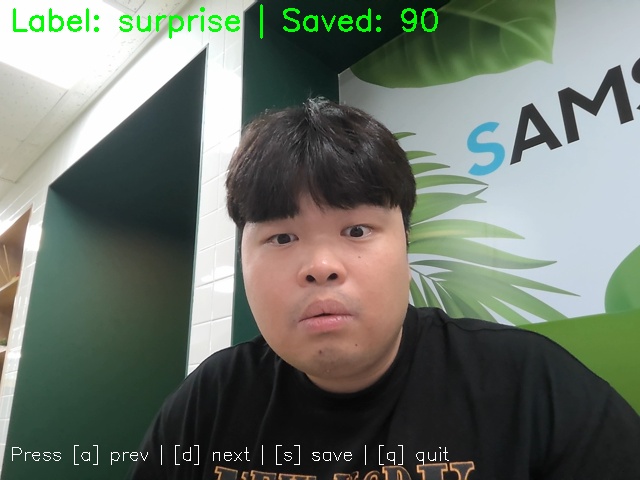 Label: surprise | Saved: 90
SAMS
Press [a] prev | [d] next | [s] save | [q] quit